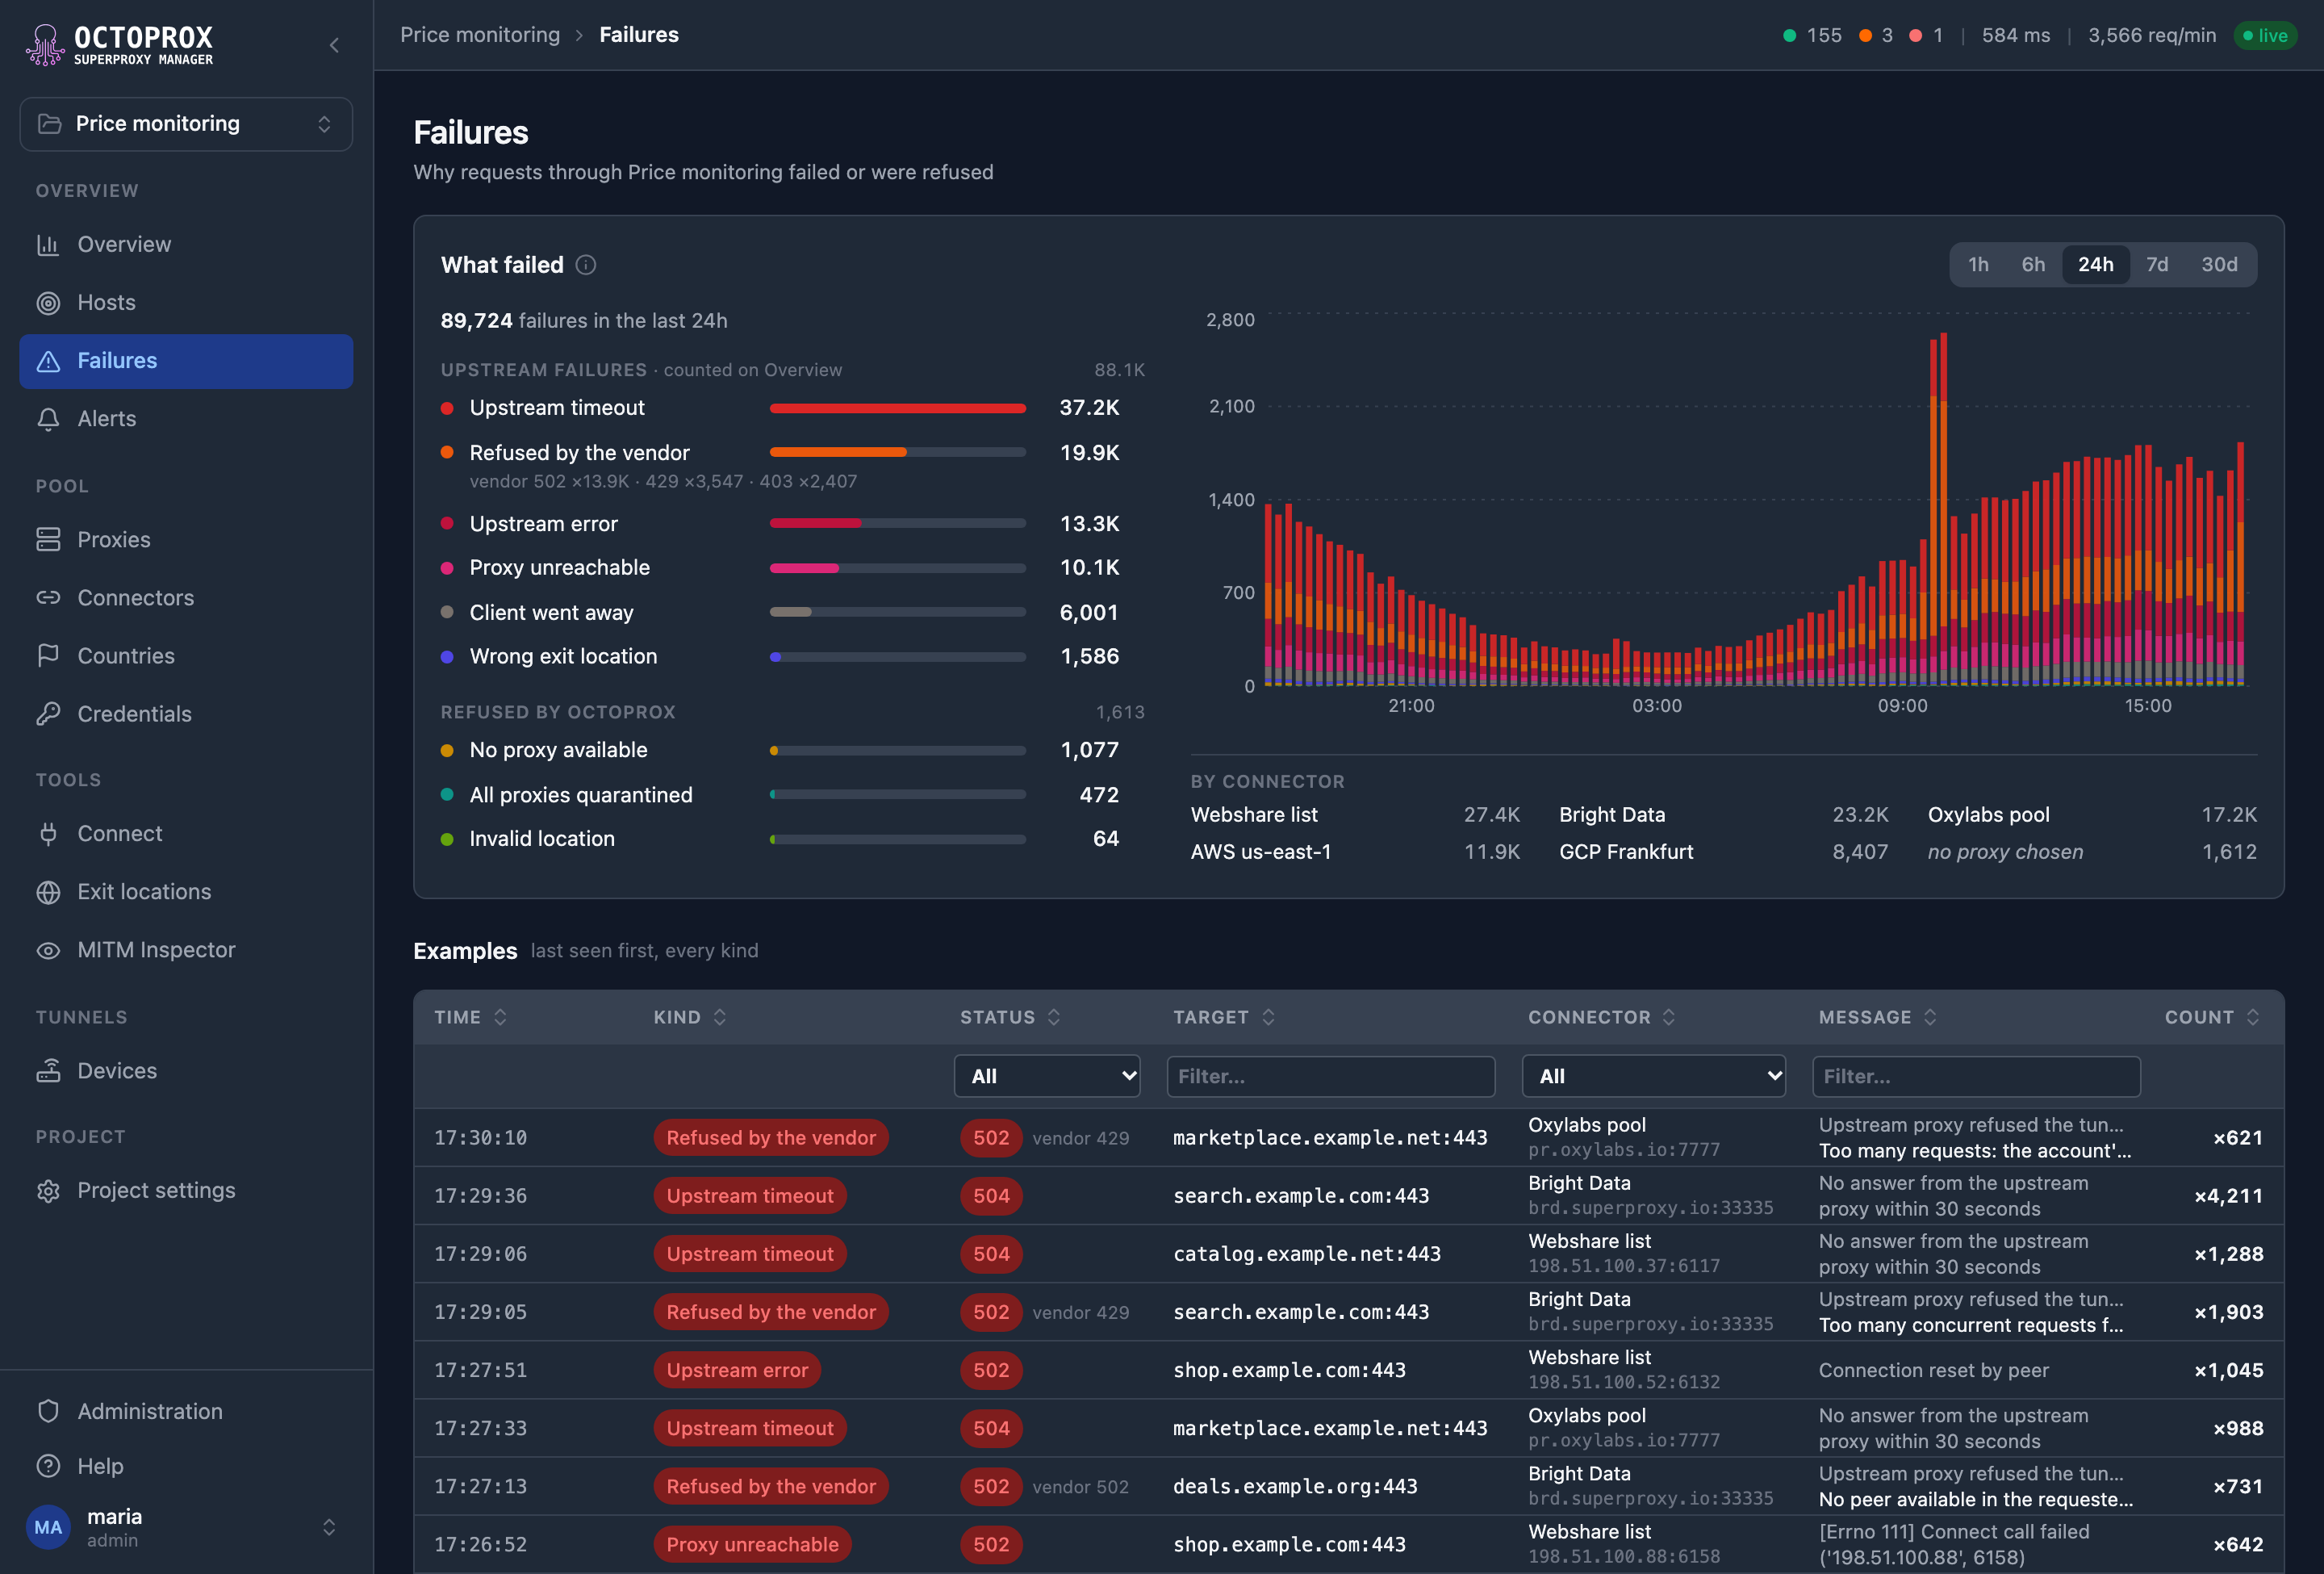 OCTOPROX
SUPERPROXY MANAGER
Price monitoring
OVERVIEW
Overview
Hosts
Failures
Alerts
POOL
Proxies
Connectors
Countries
Credentials
TOOLS
Connect
Exit locations
MITM Inspector
TUNNELS
Devices
PROJECT
Project settings
Administration
Help
MA
maria
admin
Price monitoring > Failures
155 3 1 | 584 ms | 3,566 req/min live
Failures
Why requests through Price monitoring failed or were refused
What failed
1h 6h 24h 7d 30d
89,724 failures in the last 24h
UPSTREAM FAILURES · counted on Overview 88.1K
Upstream timeout 37.2K
Refused by the vendor 19.9K
vendor 502 ×13.9K · 429 ×3,547 · 403 ×2,407
Upstream error 13.3K
Proxy unreachable 10.1K
Client went away 6,001
Wrong exit location 1,586
REFUSED BY OCTOPROX 1,613
No proxy available 1,077
All proxies quarantined 472
Invalid location 64
2,800
2,100
1,400
700
0
21:00 03:00 09:00 15:00
BY CONNECTOR
Webshare list 27.4K Bright Data 23.2K Oxylabs pool 17.2K
AWS us-east-1 11.9K GCP Frankfurt 8,407 no proxy chosen 1,612
Examples last seen first, every kind
TIME KIND STATUS TARGET CONNECTOR MESSAGE COUNT
All Filter... All Filter...
17:30:10 Refused by the vendor 502 vendor 429 marketplace.example.net:443 Oxylabs pool Upstream proxy refused the tun... ×621
pr.oxylabs.io:7777 Too many requests: the account'...
17:29:36 Upstream timeout 504 search.example.com:443 Bright Data No answer from the upstream ×4,211
brd.superproxy.io:33335 proxy within 30 seconds
17:29:06 Upstream timeout 504 catalog.example.net:443 Webshare list No answer from the upstream ×1,288
198.51.100.37:6117 proxy within 30 seconds
17:29:05 Refused by the vendor 502 vendor 429 search.example.com:443 Bright Data Upstream proxy refused the tun... ×1,903
brd.superproxy.io:33335 Too many concurrent requests f...
17:27:51 Upstream error 502 shop.example.com:443 Webshare list Connection reset by peer ×1,045
198.51.100.52:6132
17:27:33 Upstream timeout 504 marketplace.example.net:443 Oxylabs pool No answer from the upstream ×988
pr.oxylabs.io:7777 proxy within 30 seconds
17:27:13 Refused by the vendor 502 vendor 502 deals.example.org:443 Bright Data Upstream proxy refused the tun... ×731
brd.superproxy.io:33335 No peer available in the requeste...
17:26:52 Proxy unreachable 502 shop.example.com:443 Webshare list [Errno 111] Connect call failed ×642
198.51.100.88:6158 ('198.51.100.88', 6158)